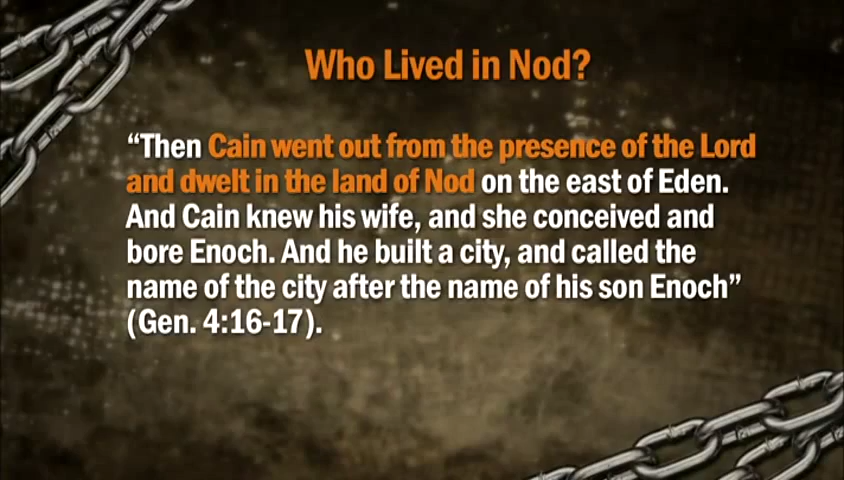 Who Lived in Nod?
“Then Cain went out from the presence of the Lord
and dwelt in the land of Nod on the east of Eden.
And Cain knew his wife, and she conceived and
bore Enoch. And he built a city, and called the
name of the city after the name of his son Enoch”
(Gen. 4:16-17).